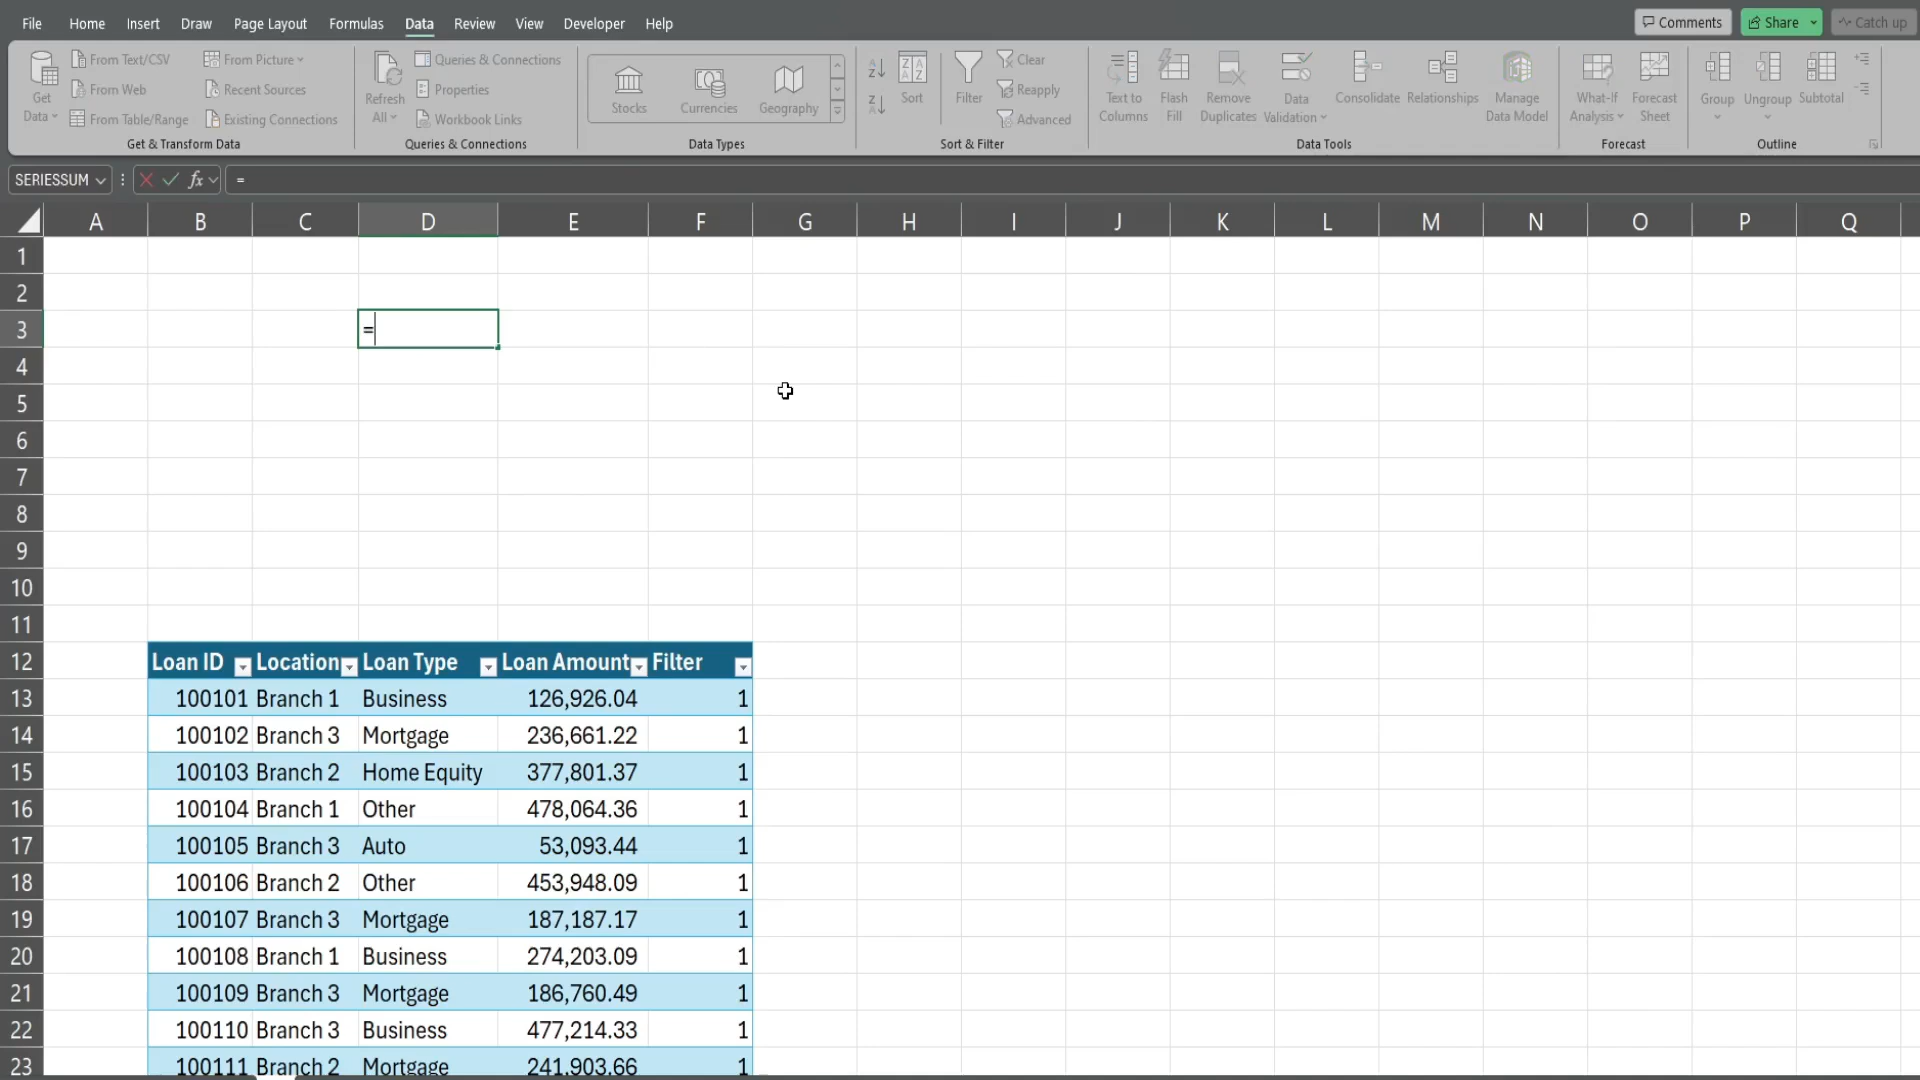 File Home Insert Draw Page Layout Formulas Data Review View Developer Help Comments Share Catch up
Get Data
From Text/CSV
From Web
From Table/Range
From Picture
Recent Sources
Existing Connections
Get & Transform Data
Refresh All
Queries & Connections
Properties
Workbook Links
Queries & Connections
Stocks Currencies Geography
Data Types
A Z
Z A
Z A A Z
Sort
Filter
Clear
Reapply
Advanced
Sort & Filter
Text to Columns
Flash Fill
Remove Duplicates
Data Validation
Consolidate
Relationships
Manage Data Model
Data Tools
What-If Analysis
Forecast Sheet
Forecast
Group
Ungroup
Subtotal
Outline
SERIESSUM fx =
A B C D E F G H I J K L M N O P Q
1
2
3 =
4
5
6
7
8
9
10
11
12 Loan ID Location Loan Type Loan Amount Filter
13 100101 Branch 1 Business 126,926.04 1
14 100102 Branch 3 Mortgage 236,661.22 1
15 100103 Branch 2 Home Equity 377,801.37 1
16 100104 Branch 1 Other 478,064.36 1
17 100105 Branch 3 Auto 53,093.44 1
18 100106 Branch 2 Other 453,948.09 1
19 100107 Branch 3 Mortgage 187,187.17 1
20 100108 Branch 1 Business 274,203.09 1
21 100109 Branch 3 Mortgage 186,760.49 1
22 100110 Branch 3 Business 477,214.33 1
23 100111 Branch 2 Mortgage 241,903.66 1